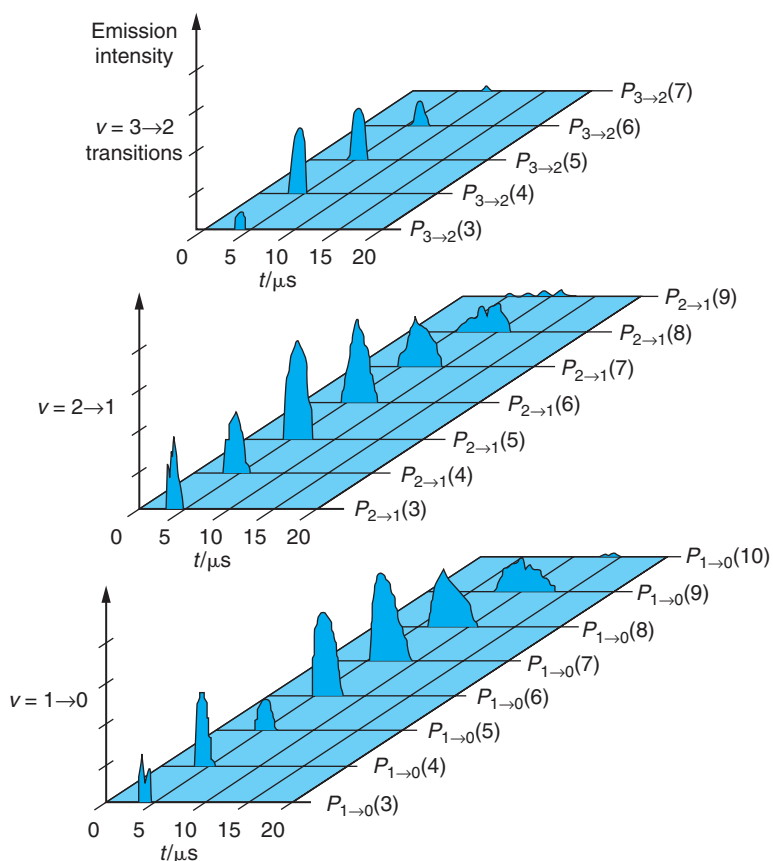 Emission
intensity
v = 3→2
transitions
P3→2(7)
P3→2(6)
P3→2(5)
P3→2(4)
P3→2(3)
0 5 10 15 20
t/μs
v = 2→1
P2→1(9)
P2→1(8)
P2→1(7)
P2→1(6)
P2→1(5)
P2→1(4)
P2→1(3)
0 5 10 15 20
t/μs
v = 1→0
P1→0(10)
P1→0(9)
P1→0(8)
P1→0(7)
P1→0(6)
P1→0(5)
P1→0(4)
P1→0(3)
0 5 10 15 20
t/μs